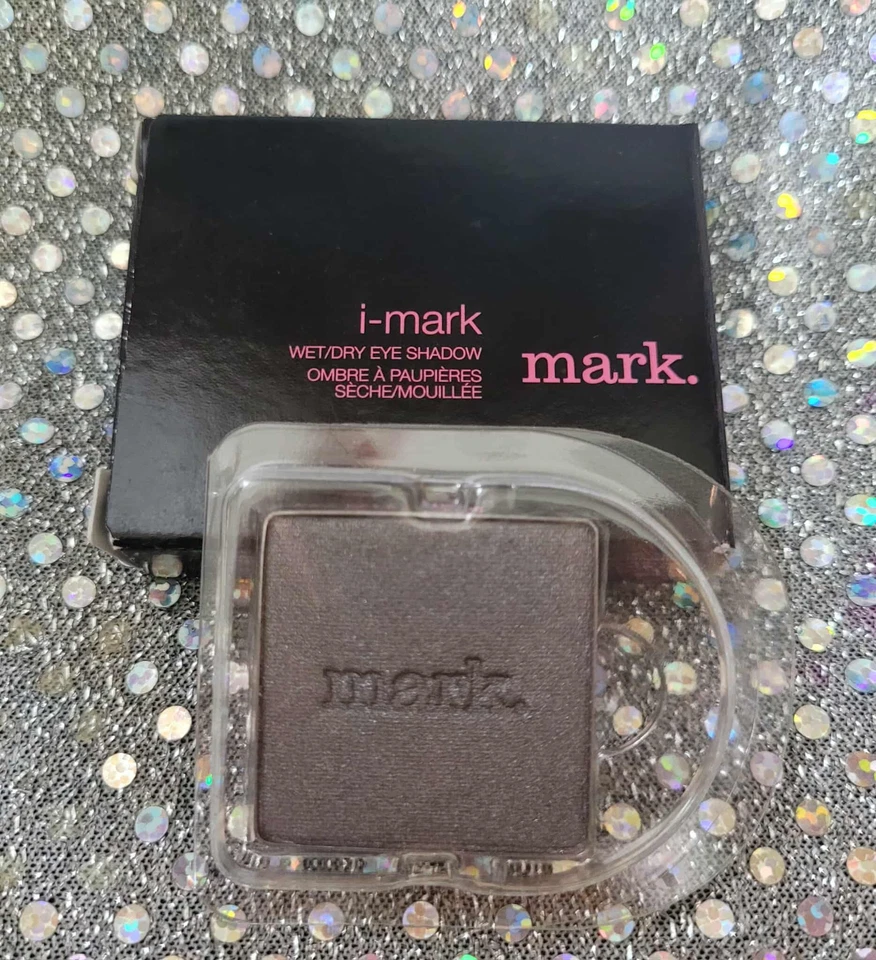 i-mark
WET/DRY EYE SHADOW
OMBRE À PAUPIÈRES
SÈCHE/MOUILLÉE
mark.
mark.